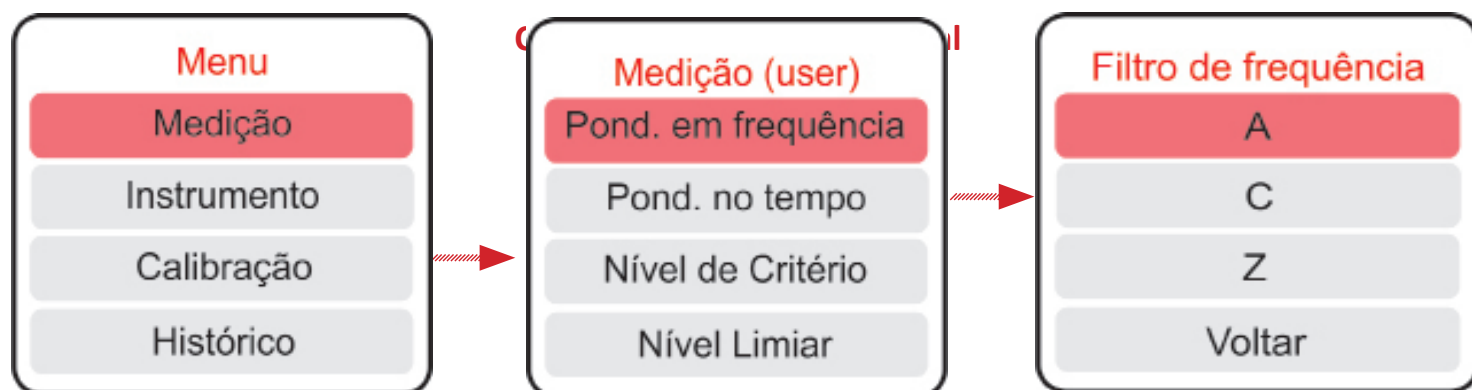 Menu
Medição
Instrumento
Calibração
Histórico
Medição (user)
Pond. em frequência
Pond. no tempo
Nível de Critério
Nível Limiar
Filtro de frequência
A
C
Z
Voltar